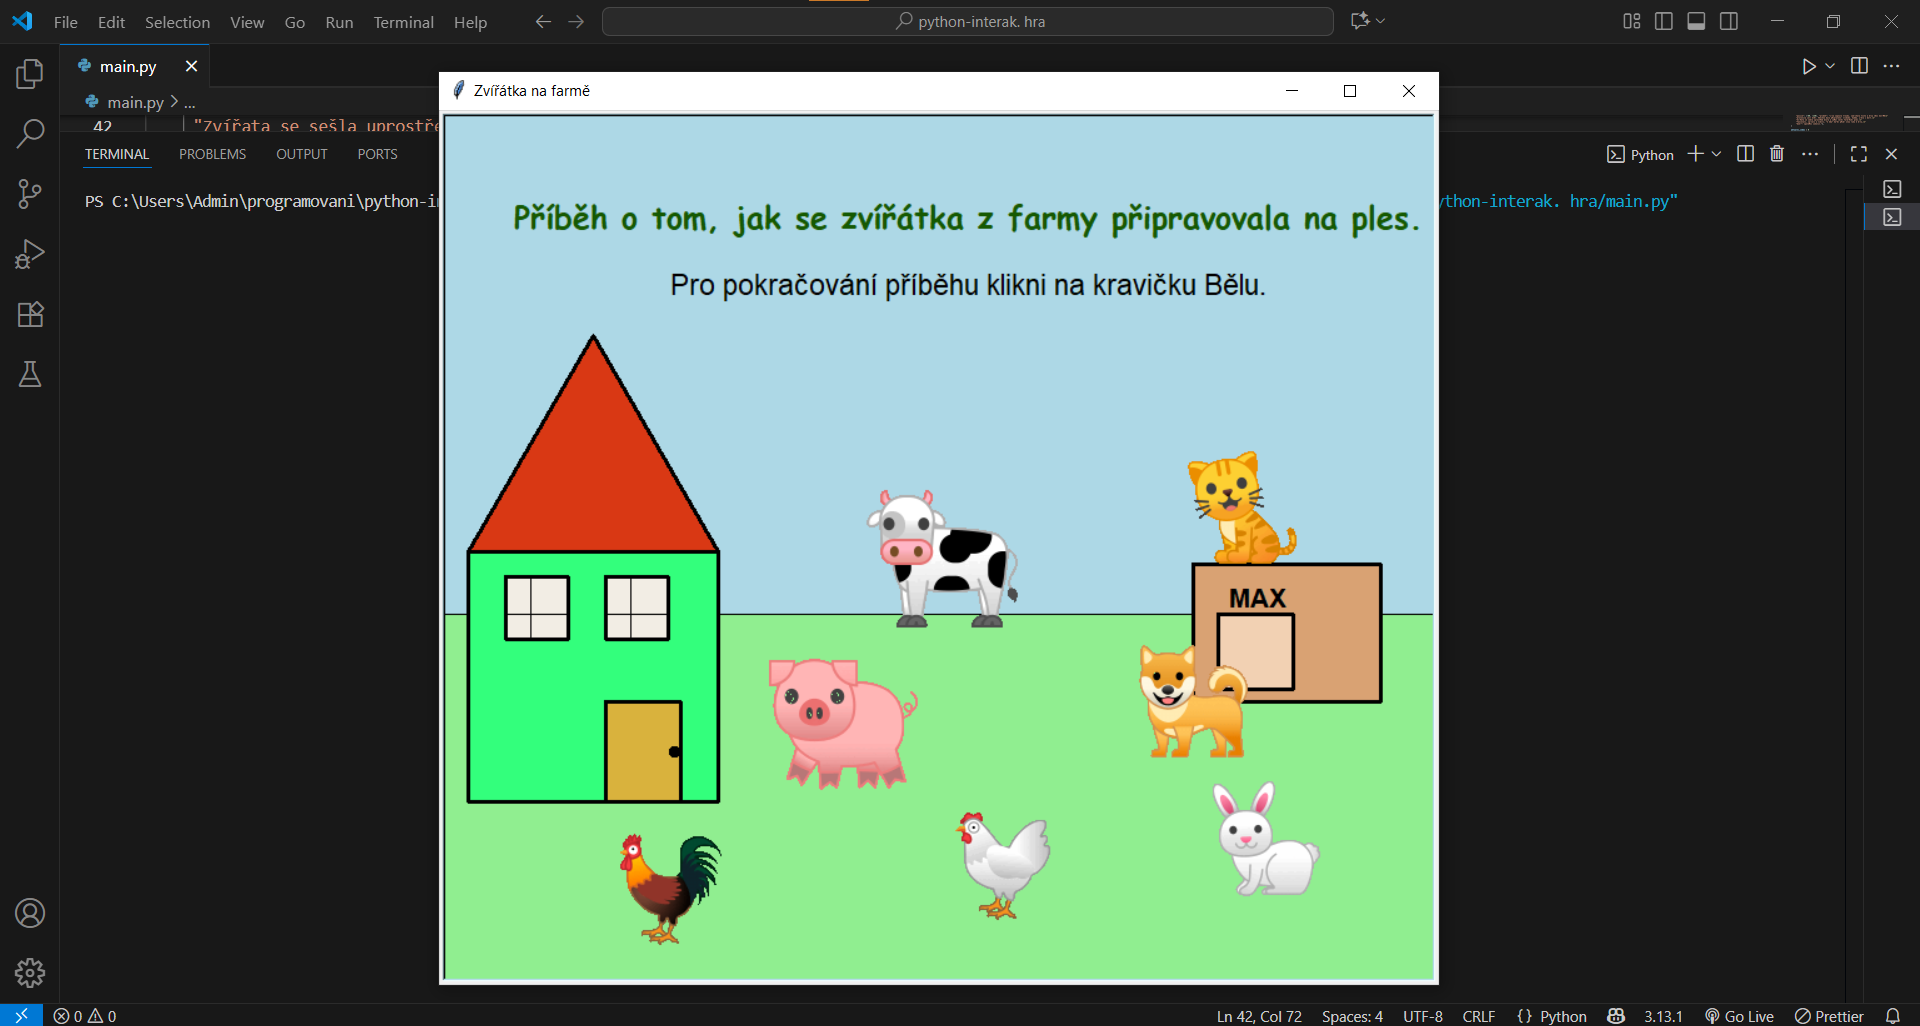 File Edit Selection View Go Run Terminal Help
python-interak. hra
main.py
main.py > ...
42 "Zvířata se sešla uprostře
TERMINAL PROBLEMS OUTPUT PORTS
Python
PS C:\Users\Admin\programovani\python-in
ython-interak. hra/main.py"
Zvířátka na farmě
Příběh o tom, jak se zvířátka z farmy připravovala na ples.
Pro pokračování příběhu klikni na kravičku Bělu.
MAX
0 0
Ln 42, Col 72 Spaces: 4 UTF-8 CRLF {} Python 3.13.1 Go Live Prettier